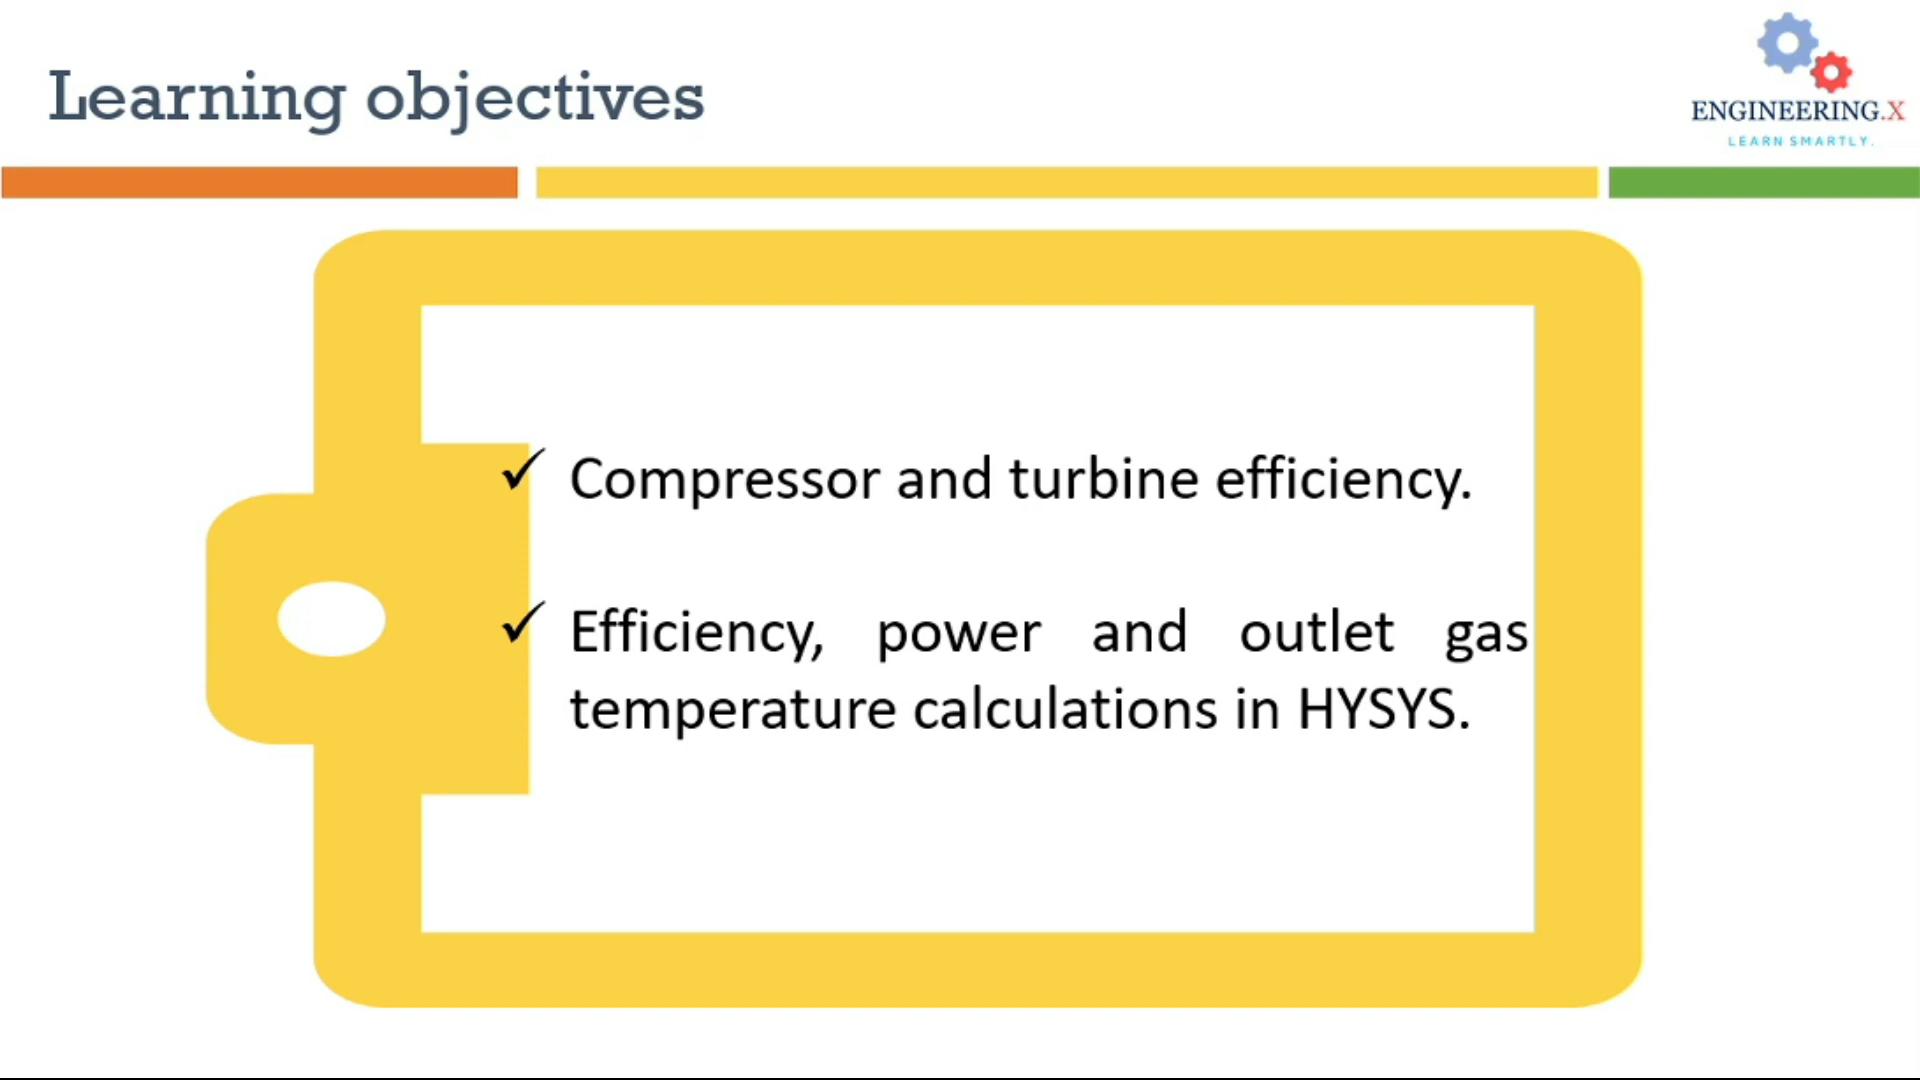 Learning objectives
ENGINEERING.X
LEARN SMARTLY.
✓ Compressor and turbine efficiency.
✓ Efficiency, power and outlet gas
temperature calculations in HYSYS.